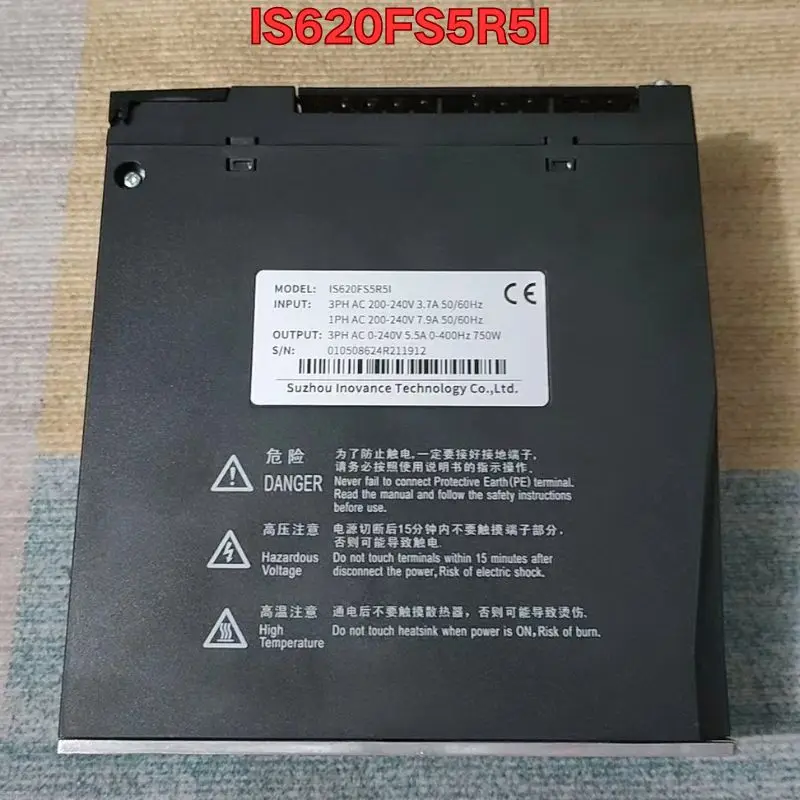 IS620FS5R5I
MODEL: IS620FS5R5I
INPUT: 3PH AC 200-240V 3.7A 50/60Hz
1PH AC 200-240V 7.9A 50/60Hz
OUTPUT: 3PH AC 0-240V 5.5A 0-400Hz 750W
S/N: 010508624R211912
CE
Suzhou Inovance Technology Co.,Ltd.
危险 为了防止触电,一定要接好接地端子,
请务必按照使用说明书的指示操作.
DANGER Never fail to connect Protective Earth(PE) terminal.
Read the manual and follow the safety instructions
before use.
高压注意 电源切断后15分钟内不要触摸端子部分,
否则可能导致触电.
Hazardous Do not touch terminals within 15 minutes after
Voltage disconnect the power, Risk of electric shock.
高温注意 通电后不要触摸散热器, 否则可能导致烫伤.
High Do not touch heatsink when power is ON, Risk of burn.
Temperature